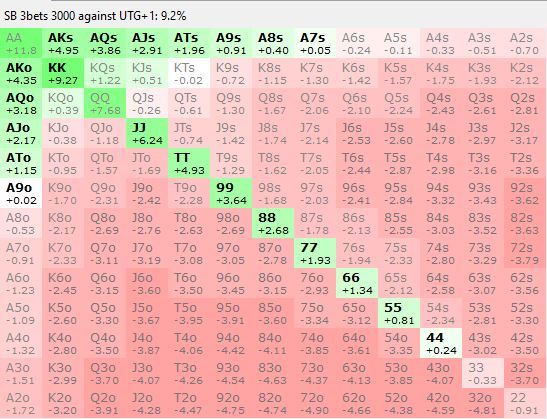 SB 3bets 3000 against UTG+1: 9.2%
AA AKs AQs AJs ATs A9s A8s A7s A6s A5s A4s A3s A2s
+11.8 +4.95 +3.86 +2.91 +1.96 +0.91 +0.40 +0.05 -0.24 -0.11 -0.33 -0.51 -0.70
AKo KK KQs KJs KTs K9s K8s K7s K6s K5s K4s K3s K2s
+4.35 +9.27 +1.22 +0.51 -0.02 -0.72 -1.15 -1.30 -1.42 -1.57 -1.75 -1.93 -2.12
AQo KQo QQ QJs QTs Q9s Q8s Q7s Q6s Q5s Q4s Q3s Q2s
+3.18 +0.39 +7.68 -0.26 -0.61 -1.30 -1.67 -2.06 -2.10 -2.24 -2.43 -2.61 -2.81
AJo KJo QJo JJ JTs J9s J8s J7s J6s J5s J4s J3s J2s
+2.17 -0.38 -1.18 +6.24 -0.74 -1.42 -1.74 -2.14 -2.53 -2.60 -2.78 -2.97 -3.17
ATo KTo QTo JTo TT T9s T8s T7s T6s T5s T4s T3s T2s
+1.15 -0.95 -1.57 -1.69 +4.93 -1.29 -1.62 -2.05 -2.44 -2.87 -2.98 -3.16 -3.36
A9o K9o Q9o J9o T9o 99 98s 97s 96s 95s 94s 93s 92s
+0.02 -1.70 -2.31 -2.42 -2.28 +3.64 -1.68 -2.03 -2.41 -2.84 -3.32 -3.43 -3.62
A8o K8o Q8o J8o T8o 98o 88 87s 86s 85s 84s 83s 82s
-0.53 -2.17 -2.69 -2.76 -2.63 -2.69 +2.68 -1.78 -2.13 -2.55 -3.03 -3.52 -3.63
A7o K7o Q7o J7o T7o 97o 87o 77 76s 75s 74s 73s 72s
-0.91 -2.33 -3.11 -3.19 -3.08 -3.05 -2.78 +1.93 -1.94 -2.33 -2.80 -3.29 -3.79
A6o K6o Q6o J6o T6o 96o 86o 76o 66 65s 64s 63s 62s
-1.23 -2.45 -3.15 -3.60 -3.50 -3.45 -3.15 -2.93 +1.34 -2.12 -2.58 -3.07 -3.56
A5o K5o Q5o J5o T5o 95o 85o 75o 65o 55 54s 53s 52s
-1.09 -2.60 -3.30 -3.67 -3.95 -3.91 -3.60 -3.34 -3.12 +0.81 -2.34 -2.81 -3.30
A4o K4o Q4o J4o T4o 94o 84o 74o 64o 54o 44 43s 42s
-1.32 -2.80 -3.50 -3.87 -4.06 -4.42 -4.11 -3.85 -3.61 -3.35 +0.24 -3.02 -3.50
A3o K3o Q3o J3o T3o 93o 83o 73o 63o 53o 43o 33 32s
-1.51 -2.99 -3.70 -4.07 -4.26 -4.54 -4.63 -4.37 -4.13 -3.85 -4.07 -0.33 -3.70
A2o K2o Q2o J2o T2o 92o 82o 72o 62o 52o 42o 32o 22
-1.72 -3.20 -3.91 -4.28 -4.47 -4.75 -4.74 -4.90 -4.66 -4.38 -4.59 -4.81 -0.91